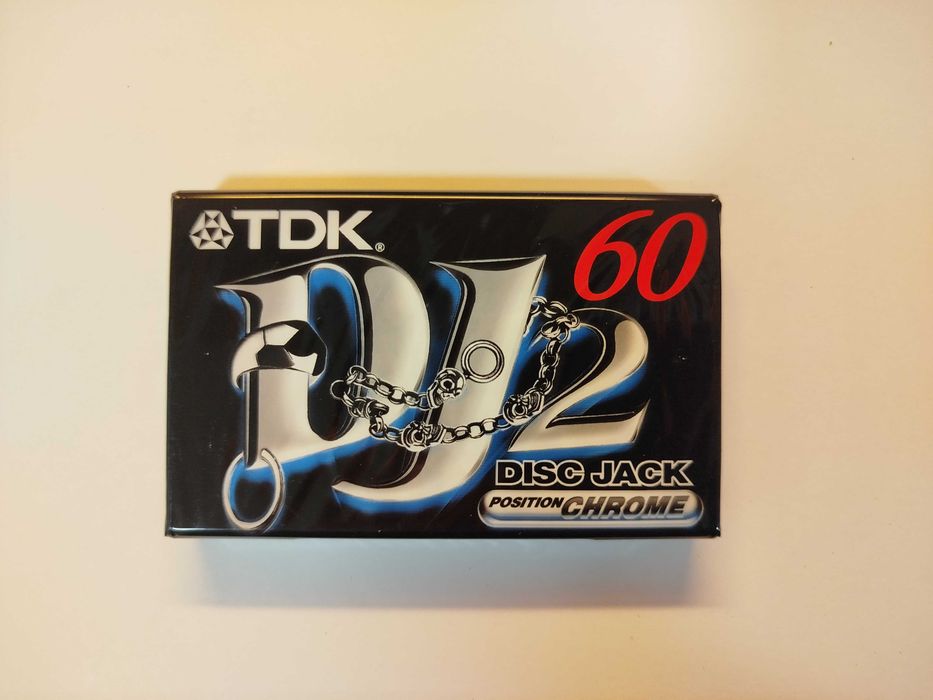 TDK®
60
DJ2
DISC JACK
POSITION CHROME